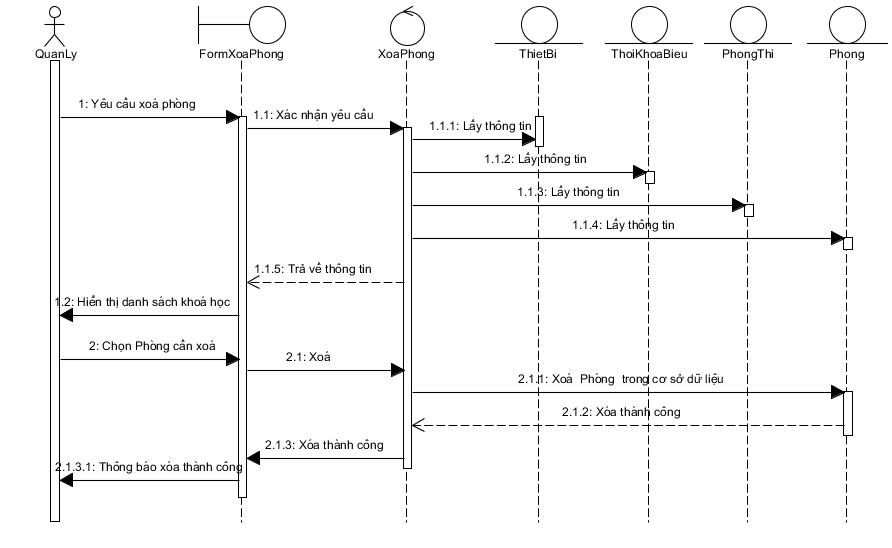 QuanLy
FormXoaPhong
XoaPhong
ThietBi
ThoiKhoaBieu
PhongThi
Phong
1: Yêu cầu xoá phòng
1.1: Xác nhận yêu cầu
1.1.1: Lấy thông tin
1.1.2: Lấy thông tin
1.1.3: Lấy thông tin
1.1.4: Lấy thông tin
1.1.5: Trả về thông tin
1.2: Hiển thị danh sách khoá học
2: Chọn Phòng cần xoá
2.1: Xoá
2.1.1: Xoá Phòng trong cơ sở dữ liệu
2.1.2: Xóa thành công
2.1.3: Xóa thành công
2.1.3.1: Thông báo xóa thành công